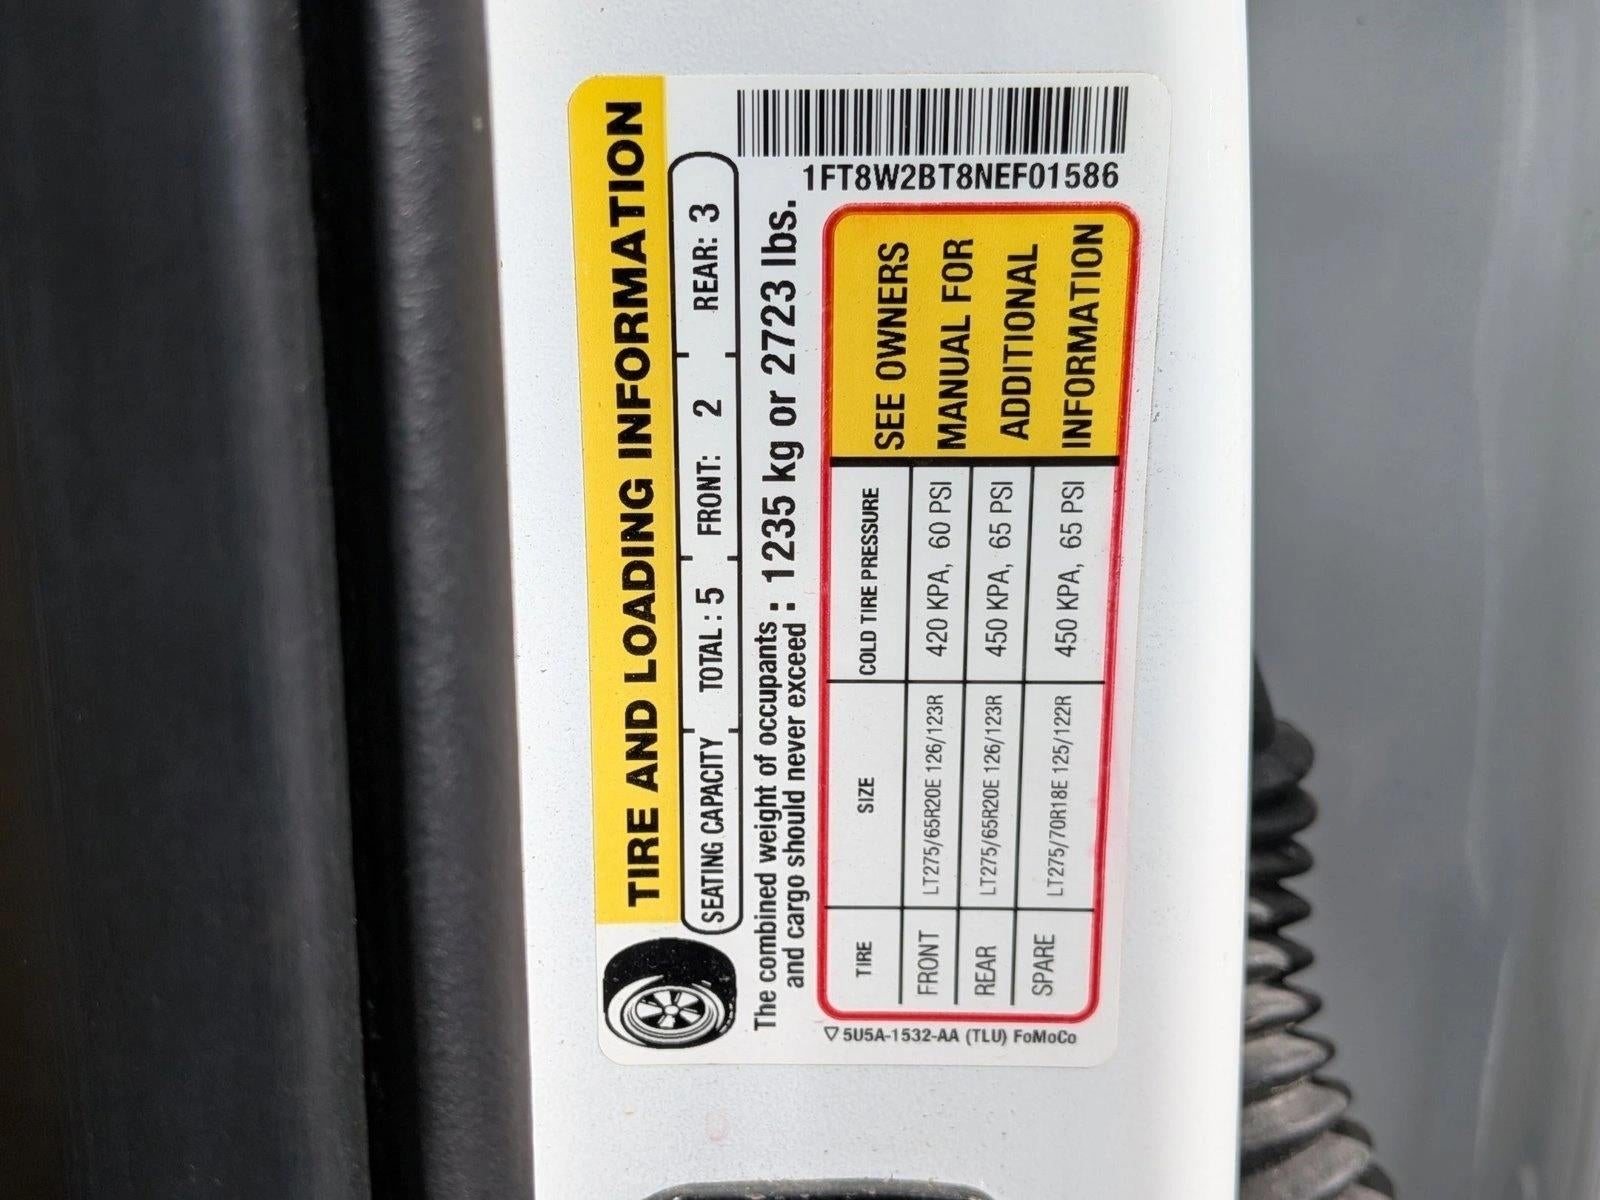 1FT8W2BT8NEF01586
TIRE AND LOADING INFORMATION
SEATING CAPACITY TOTAL : 5 FRONT: 2 REAR: 3
The combined weight of occupants
and cargo should never exceed : 1235 kg or 2723 lbs.
TIRE SIZE COLD TIRE PRESSURE
FRONT LT275/65R20E 126/123R 420 KPA, 60 PSI
REAR LT275/65R20E 126/123R 450 KPA, 65 PSI
SPARE LT275/70R18E 125/122R 450 KPA, 65 PSI
SEE OWNERS
MANUAL FOR
ADDITIONAL
INFORMATION
5U5A-1532-AA (TLU) FoMoCo